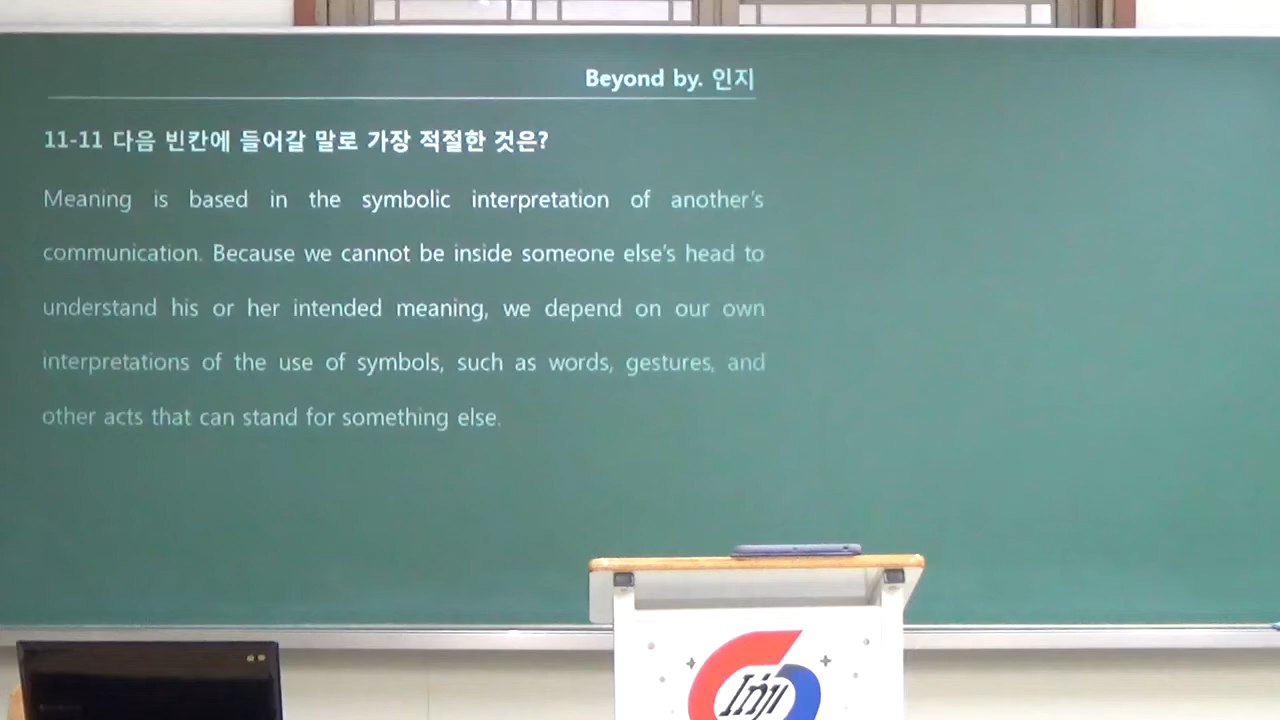 Beyond by. 인지
11-11 다음 빈칸에 들어갈 말로 가장 적절한 것은?
Meaning is based in the symbolic interpretation of another's
communication. Because we cannot be inside someone else's head to
understand his or her intended meaning, we depend on our own
interpretations of the use of symbols, such as words, gestures, and
other acts that can stand for something else.
Inji